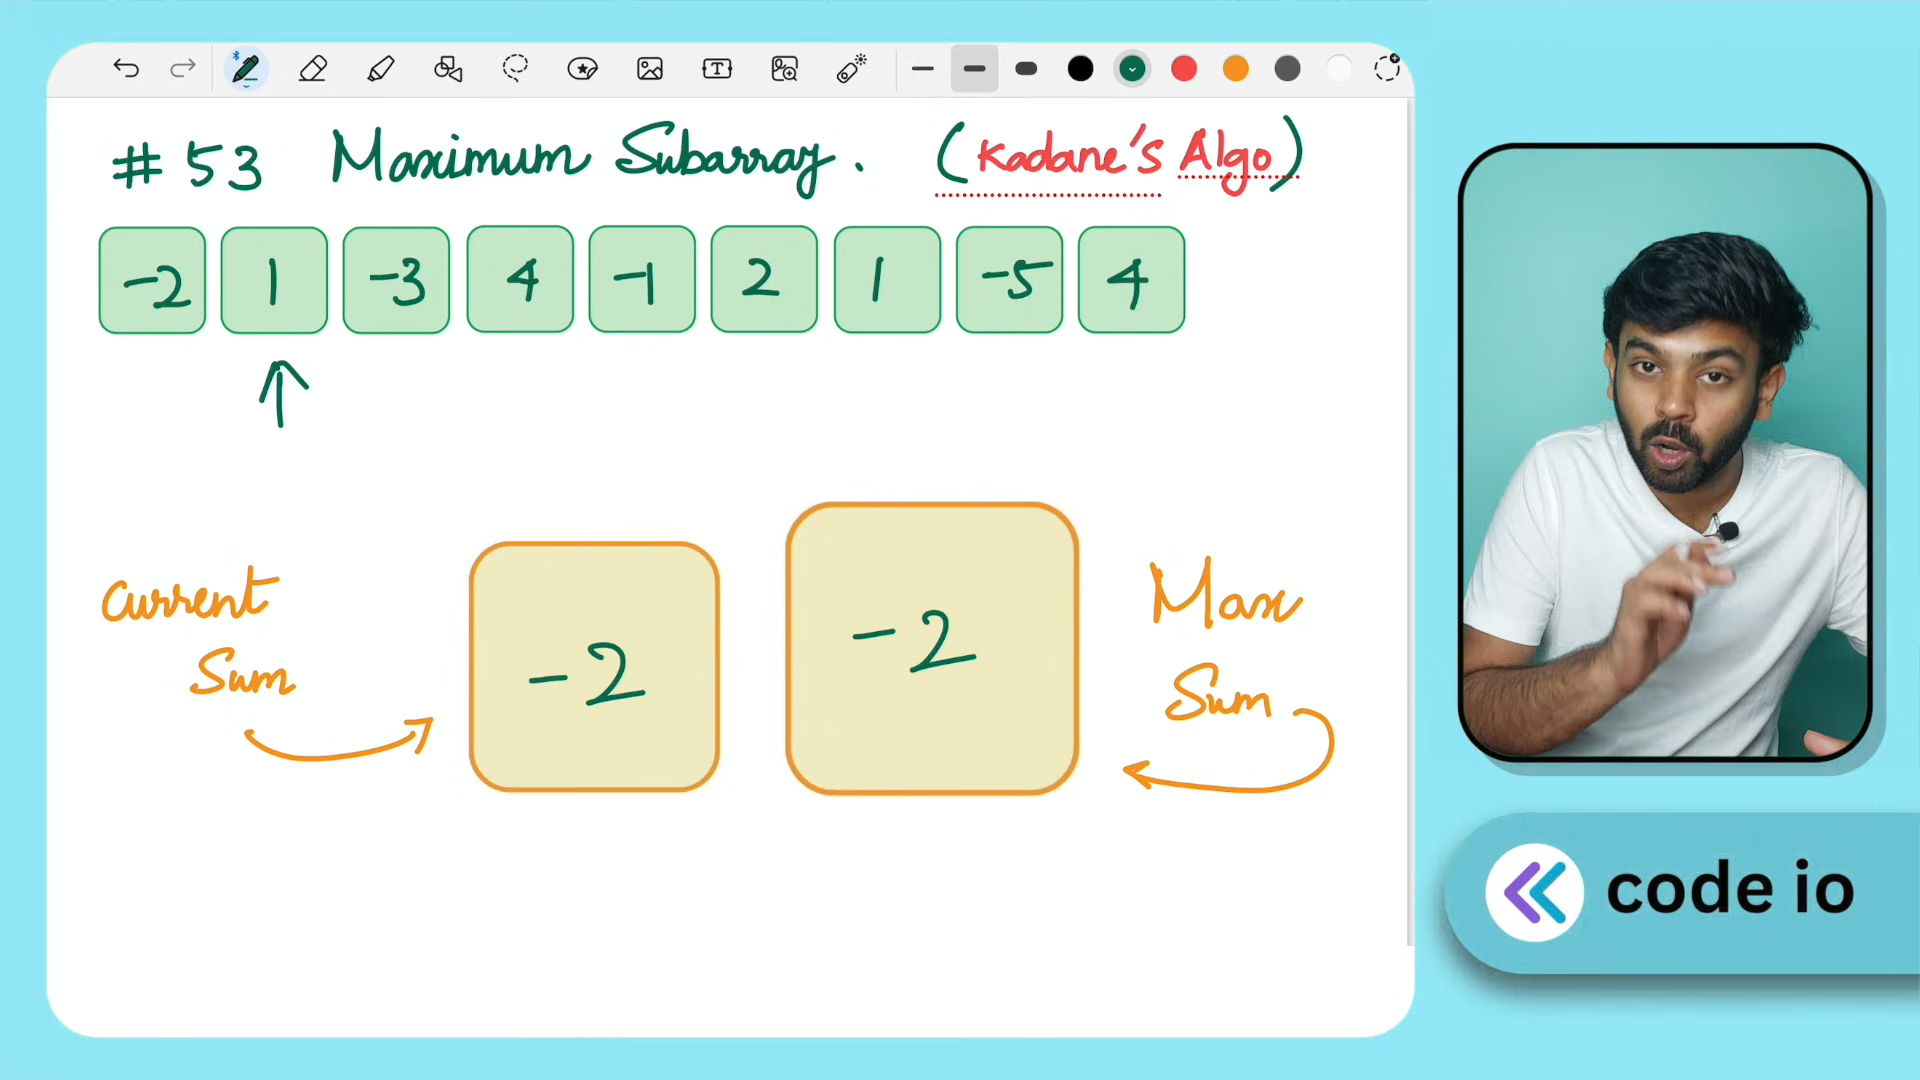 # 53 Maximum Subarray. (Kadane's Algo)
-2 1 -3 4 -1 2 1 -5 4
Current
Sum
-2
-2
Max
Sum
code io